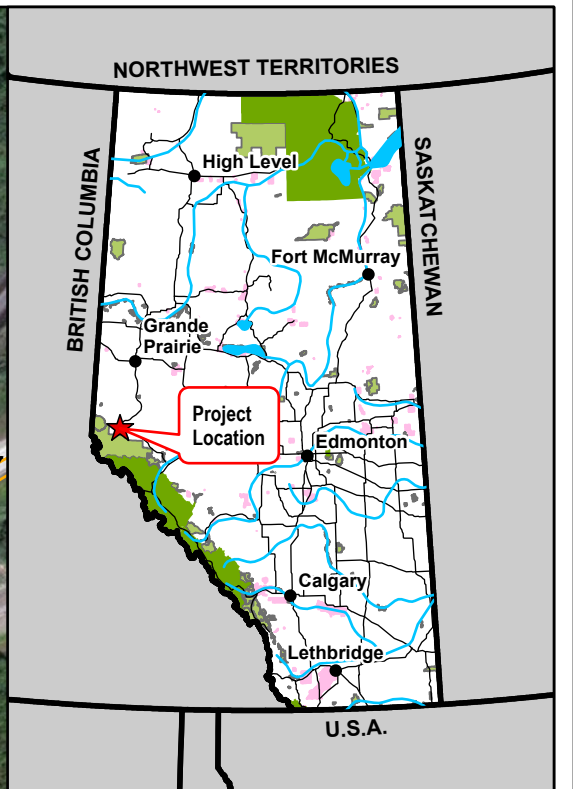 NORTHWEST TERRITORIES
BRITISH COLUMBIA
SASKATCHEWAN
High Level
Fort McMurray
Grande
Prairie
Project
Location
Edmonton
Calgary
Lethbridge
U.S.A.